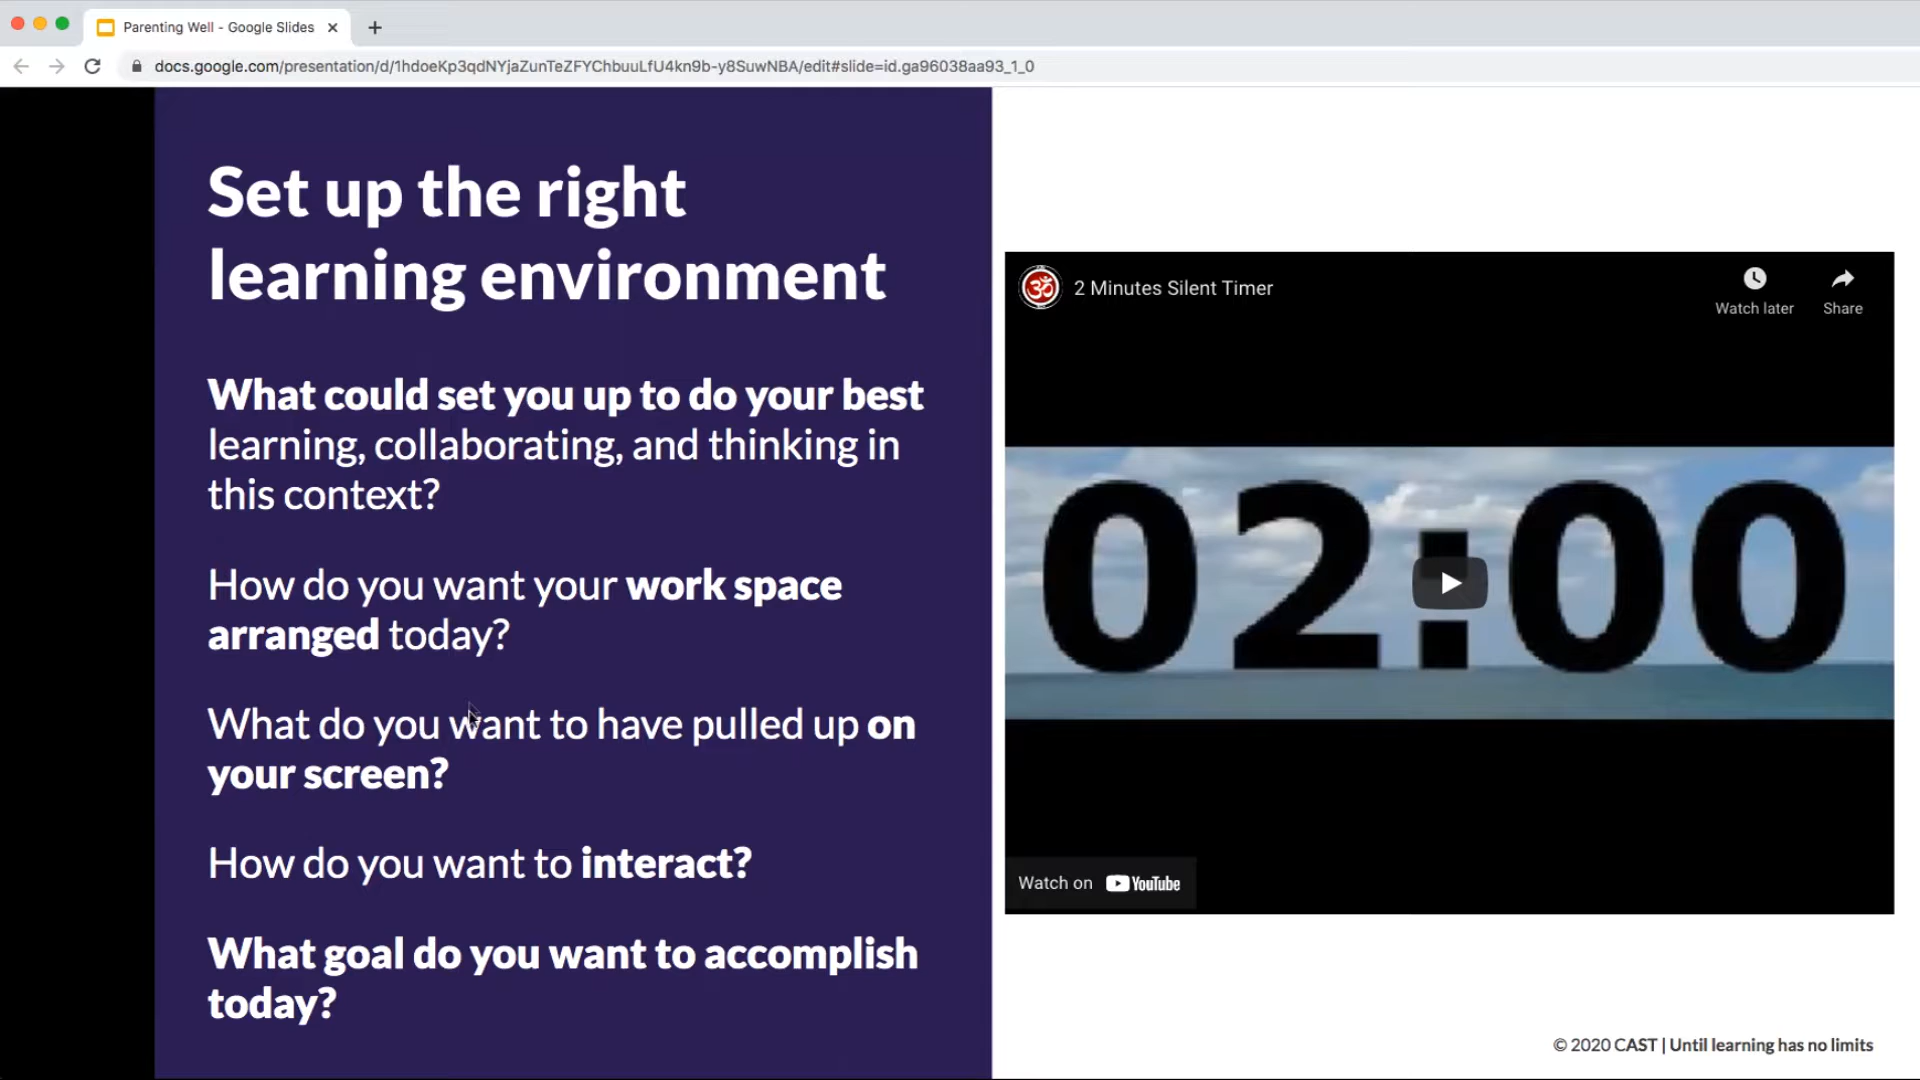 Parenting Well - Google Slides
docs.google.com/presentation/d/1hdoeKp3qdNYjaZunTeZFYChbuuLfU4kn9b-y8SuwNBA/edit#slide=id.ga96038aa93_1_0
Set up the right
learning environment
What could set you up to do your best
learning, collaborating, and thinking in
this context?
How do you want your work space
arranged today?
What do you want to have pulled up on
your screen?
How do you want to interact?
What goal do you want to accomplish
today?
ॐ
2 Minutes Silent Timer
Watch later
Share
02:00
Watch on YouTube
© 2020 CAST | Until learning has no limits